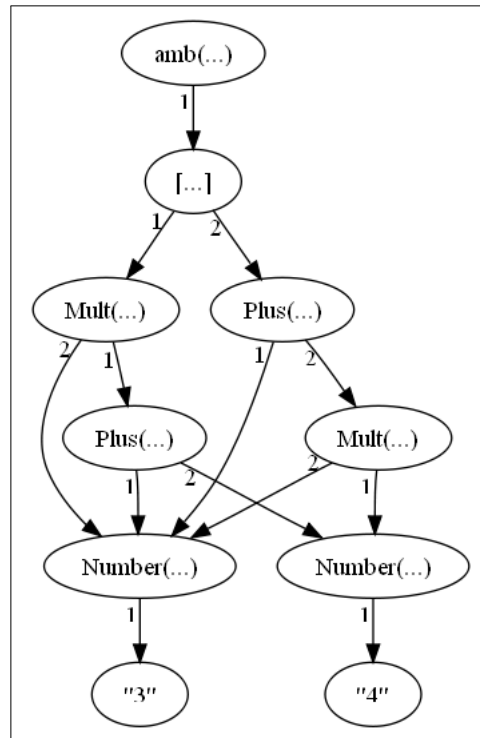 amb(...)
1
[...]
1 2
Mult(...) Plus(...)
2 1 1 2
Plus(...) Mult(...)
1 2 2 1
Number(...) Number(...)
1 1
"3" "4"